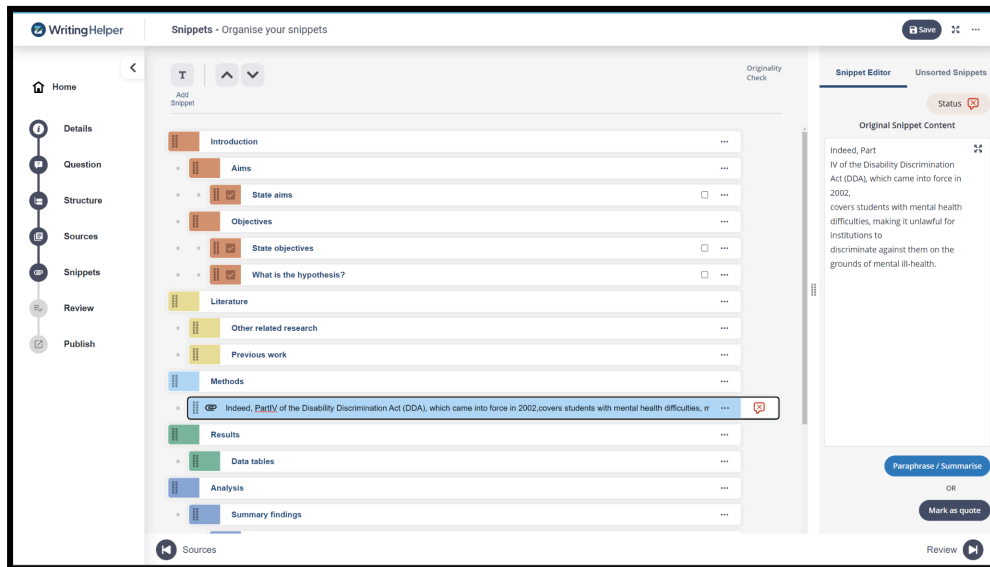 WritingHelper
Snippets - Organise your snippets
Save
Home
Details
Question
Structure
Sources
Snippets
Review
Publish
T
Add
Snippet
Originality
Check
Introduction
Aims
State aims
Objectives
State objectives
What is the hypothesis?
Literature
Other related research
Previous work
Methods
Indeed, PartIV of the Disability Discrimination Act (DDA), which came into force in 2002,covers students with mental health difficulties, r
Results
Data tables
Analysis
Summary findings
Snippet Editor
Unsorted Snippets
Status
Original Snippet Content
Indeed, Part
IV of the Disability Discrimination
Act (DDA), which came into force in
2002,
covers students with mental health
difficulties, making it unlawful for
institutions to
discriminate against them on the
grounds of mental ill-health.
Paraphrase / Summarise
OR
Mark as quote
Sources
Review